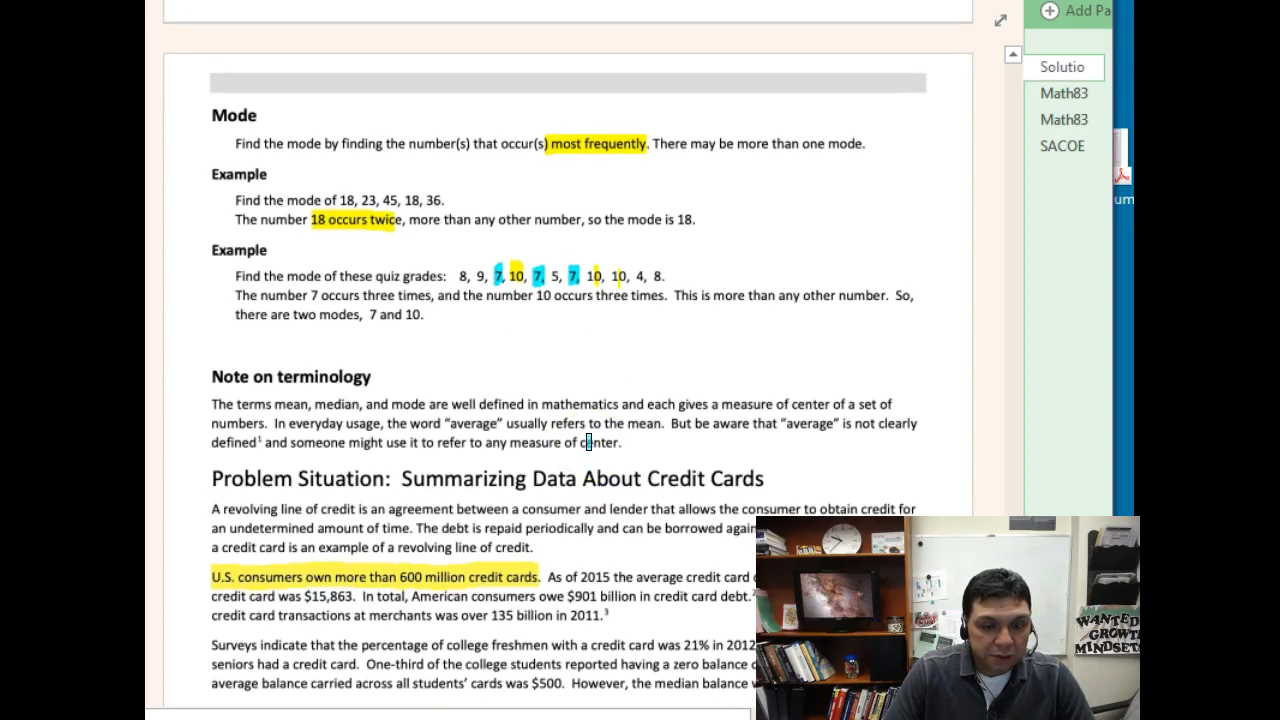 Add Pa
Solutio
Math83
Math83
SACOE
um
Mode
Find the mode by finding the number(s) that occur(s) most frequently. There may be more than one mode.
Example
Find the mode of 18, 23, 45, 18, 36.
The number 18 occurs twice, more than any other number, so the mode is 18.
Example
Find the mode of these quiz grades: 8, 9, 7, 10, 7, 5, 7, 10, 10, 4, 8.
The number 7 occurs three times, and the number 10 occurs three times. This is more than any other number. So,
there are two modes, 7 and 10.
Note on terminology
The terms mean, median, and mode are well defined in mathematics and each gives a measure of center of a set of
numbers. In everyday usage, the word “average” usually refers to the mean. But be aware that “average” is not clearly
defined¹ and someone might use it to refer to any measure of center.
Problem Situation: Summarizing Data About Credit Cards
A revolving line of credit is an agreement between a consumer and lender that allows the consumer to obtain credit for
an undetermined amount of time. The debt is repaid periodically and can be borrowed again
a credit card is an example of a revolving line of credit.
U.S. consumers own more than 600 million credit cards. As of 2015 the average credit card
credit card was $15,863. In total, American consumers owe $901 billion in credit card debt.²
credit card transactions at merchants was over 135 billion in 2011.³
Surveys indicate that the percentage of college freshmen with a credit card was 21% in 2012
seniors had a credit card. One-third of the college students reported having a zero balance
average balance carried across all students’ cards was $500. However, the median balance
WANTED
GROWTH
MINDSETS